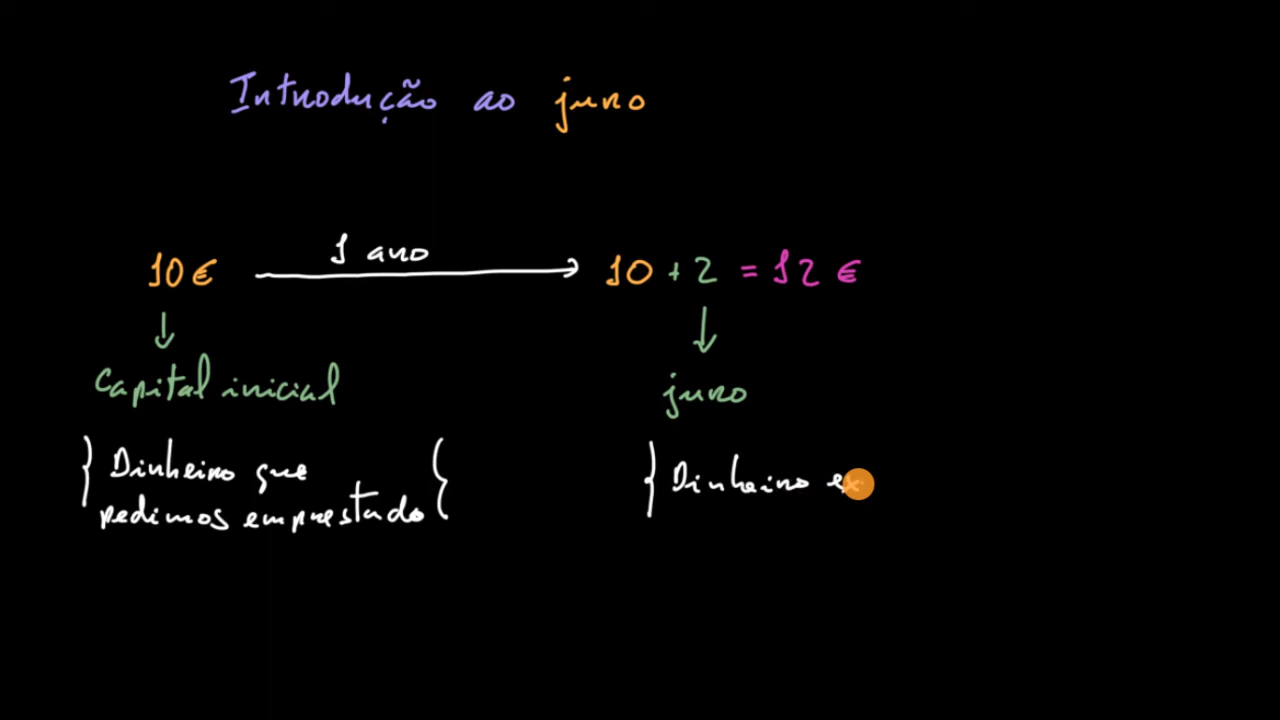 Introdução ao juro
1 ano
10 € 10 + 2 = 12 €
Capital inicial juro
Dinheiro que
pedimos emprestado
Dinheiro